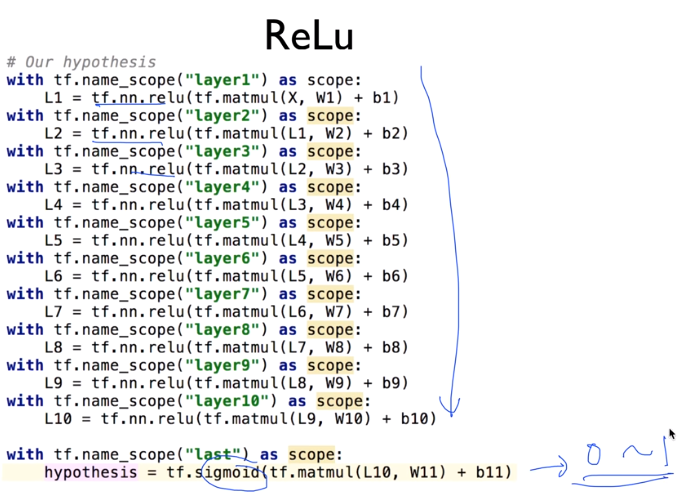 ReLu
# Our hypothesis
with tf.name_scope("layer1") as scope:
    L1 = tf.nn.relu(tf.matmul(X, W1) + b1)
with tf.name_scope("layer2") as scope:
    L2 = tf.nn.relu(tf.matmul(L1, W2) + b2)
with tf.name_scope("layer3") as scope:
    L3 = tf.nn.relu(tf.matmul(L2, W3) + b3)
with tf.name_scope("layer4") as scope:
    L4 = tf.nn.relu(tf.matmul(L3, W4) + b4)
with tf.name_scope("layer5") as scope:
    L5 = tf.nn.relu(tf.matmul(L4, W5) + b5)
with tf.name_scope("layer6") as scope:
    L6 = tf.nn.relu(tf.matmul(L5, W6) + b6)
with tf.name_scope("layer7") as scope:
    L7 = tf.nn.relu(tf.matmul(L6, W7) + b7)
with tf.name_scope("layer8") as scope:
    L8 = tf.nn.relu(tf.matmul(L7, W8) + b8)
with tf.name_scope("layer9") as scope:
    L9 = tf.nn.relu(tf.matmul(L8, W9) + b9)
with tf.name_scope("layer10") as scope:
    L10 = tf.nn.relu(tf.matmul(L9, W10) + b10)
with tf.name_scope("last") as scope:
    hypothesis = tf.sigmoid(tf.matmul(L10, W11) + b11) → 0 ~ 1